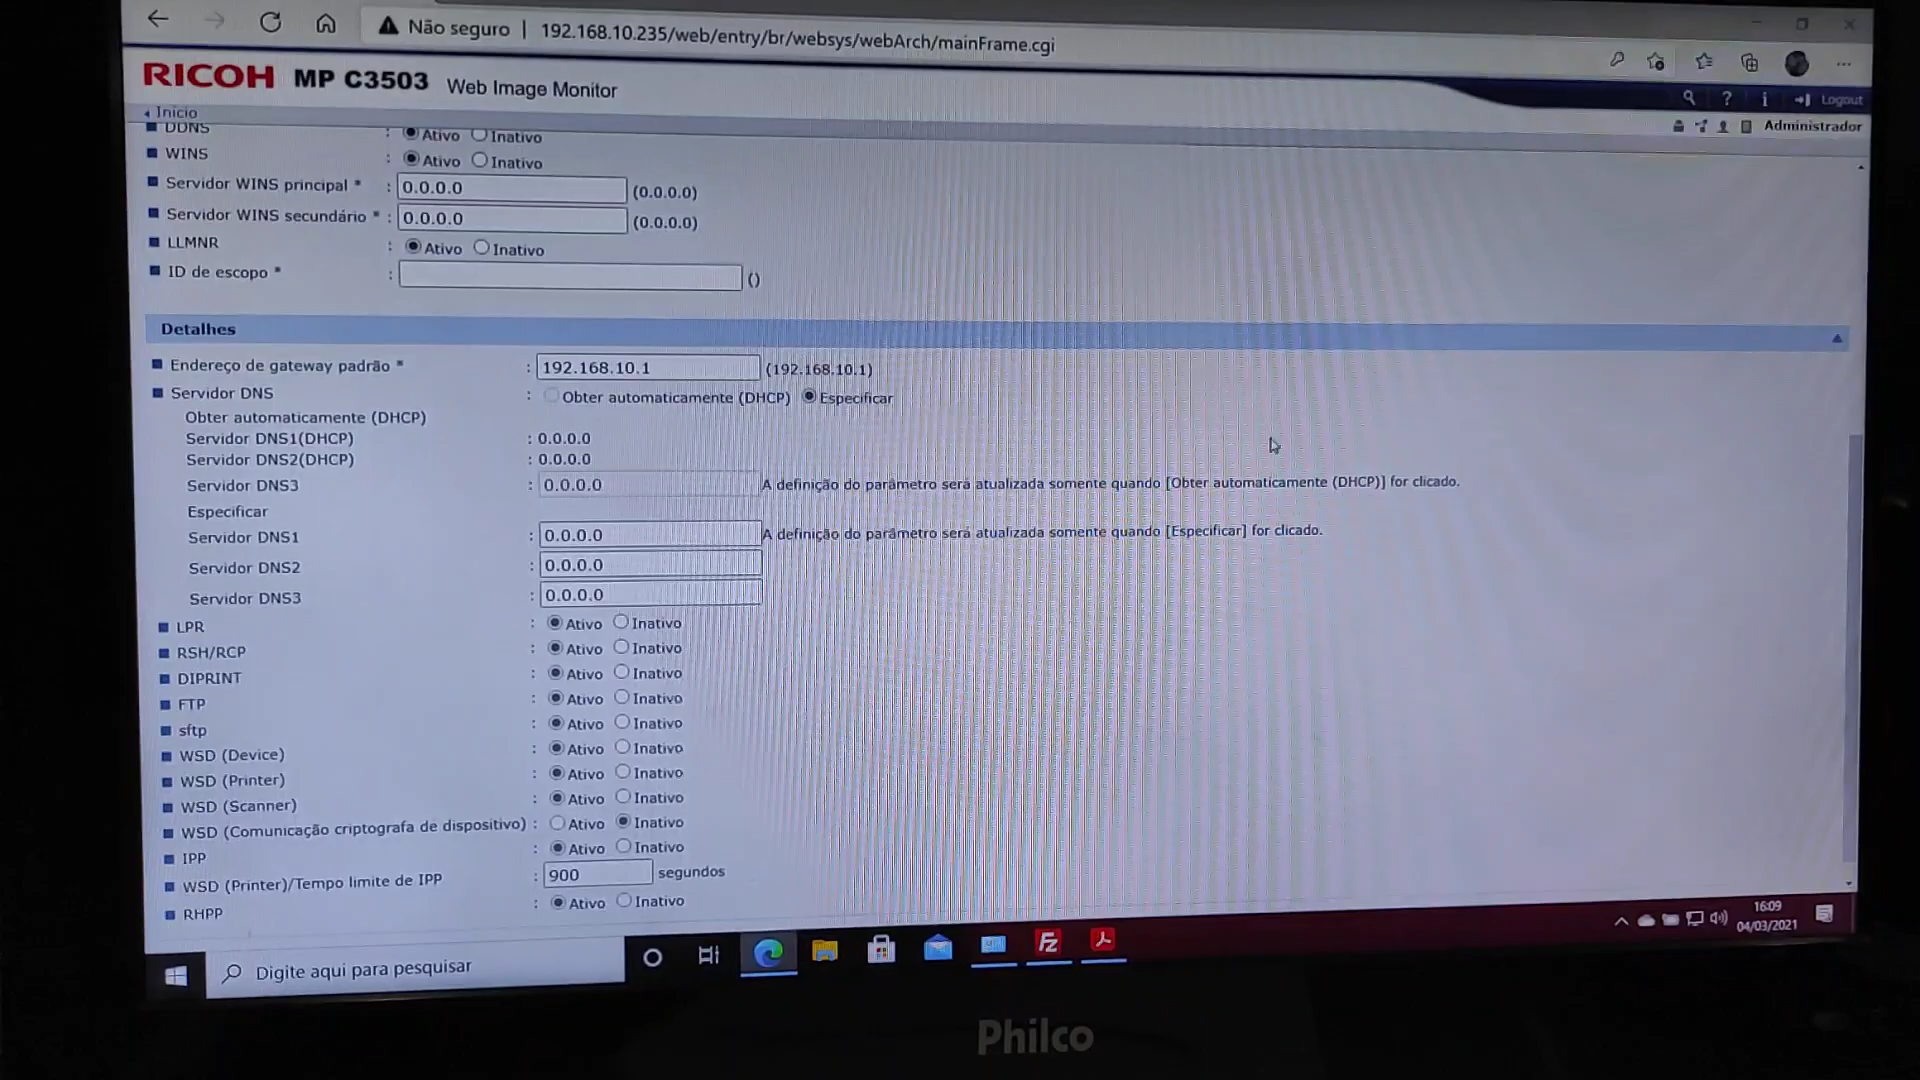 Não seguro | 192.168.10.235/web/entry/br/websys/webArch/mainFrame.cgi
RICOH MP C3503 Web Image Monitor
Início
? i Logout
Administrador
DDNS : Ativo Inativo
WINS : Ativo Inativo
Servidor WINS principal * : 0.0.0.0 (0.0.0.0)
Servidor WINS secundário * : 0.0.0.0 (0.0.0.0)
LLMNR : Ativo Inativo
ID de escopo * : ()
Detalhes
Endereço de gateway padrão * : 192.168.10.1 (192.168.10.1)
Servidor DNS : Obter automaticamente (DHCP) Especificar
Obter automaticamente (DHCP)
Servidor DNS1(DHCP) : 0.0.0.0
Servidor DNS2(DHCP) : 0.0.0.0
Servidor DNS3 : 0.0.0.0 A definição do parâmetro será atualizada somente quando [Obter automaticamente (DHCP)] for clicado.
Especificar
Servidor DNS1 : 0.0.0.0 A definição do parâmetro será atualizada somente quando [Especificar] for clicado.
Servidor DNS2 : 0.0.0.0
Servidor DNS3 : 0.0.0.0
LPR : Ativo Inativo
RSH/RCP : Ativo Inativo
DIPRINT : Ativo Inativo
FTP : Ativo Inativo
sftp : Ativo Inativo
WSD (Device) : Ativo Inativo
WSD (Printer) : Ativo Inativo
WSD (Scanner) : Ativo Inativo
WSD (Comunicação criptografa de dispositivo) : Ativo Inativo
IPP : Ativo Inativo
WSD (Printer)/Tempo limite de IPP : 900 segundos
RHPP : Ativo Inativo
16:09
04/03/2021
Digite aqui para pesquisar
Fz
Philco